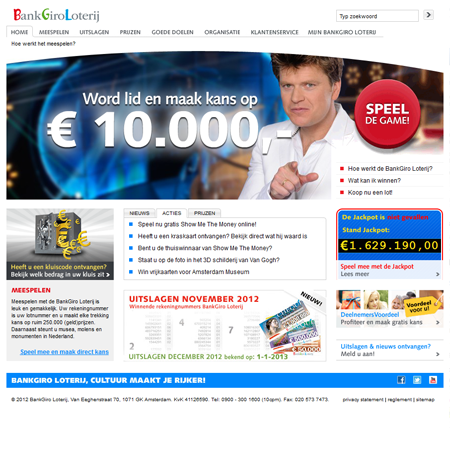 BankGiroLoterij
Typ zoekwoord
HOME MEESPELEN UITSLAGEN PRIJZEN GOEDE DOELEN ORGANISATIE KLANTENSERVICE MIJN BANKGIRO LOTERIJ
Hoe werkt het meespelen?
Word lid en maak kans op
€ 10.000,-
SPEEL
DE GAME!
Hoe werkt de BankGiro Loterij?
Wat kan ik winnen?
Koop nu een lot!
Heeft u een kluiscode ontvangen?
Bekijk welk bedrag in uw kluis zit >
NIEUWS ACTIES PRIJZEN
Speel nu gratis Show Me The Money online!
Heeft u een kraskaart ontvangen? Bekijk direct wat hij waard is
Bent u de thuiswinnaar van Show Me The Money?
Staat u op de foto in het 3D schilderij van Van Gogh?
Win vrijkaarten voor Amsterdam Museum
De Jackpot is niet gevallen
Stand Jackpot:
€1.629.190,00
Speel mee met de Jackpot
Lees meer
MEESPELEN
Meespelen met de BankGiro Loterij is
leuk en gemakkelijk. Uw rekeningnummer
is uw lotnummer en u maakt elke trekking
kans op ruim 250.000 (geld)prijzen.
Daarnaast steunt u musea, molens en
monumenten in Nederland.
Speel mee en maak direct kans
UITSLAGEN NOVEMBER 2012
Winnende rekeningnummers BankGiro Loterij
NIEUW!
€ 100.000
€ 50.000
UITSLAGEN DECEMBER 2012 bekend op: 1-1-2013
Voordeel
voor u!
DeelnemersVoordeel
Profiteer en maak gratis kans
Uitslagen & nieuws ontvangen?
Meld u aan!
BANKGIRO LOTERIJ, CULTUUR MAAKT JE RIJKER!
© 2012 BankGiro Loterij, Van Eeghenstraat 70, 1071 GK Amsterdam. KvK 41126690. Tel: 0900 - 300 1600 (10cpm). Fax: 020 573 7473.
privacy statement | reglement | sitemap